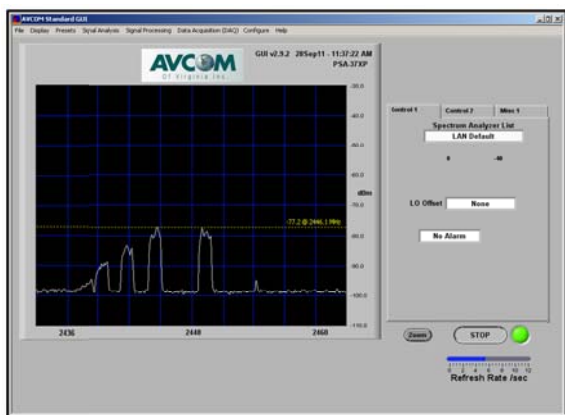 AVCOM Standard GUI
File Display Presets Signal Analysis Signal Processing Data Acquisition (DAQ) Configure Help
AVCOM
Of Virginia Inc.
GUI v2.9.2 28Sep11 - 11:37:22 AM
PSA-37XP
-30.0
-40.0
-50.0
-60.0
dBm
-70.0
-77.2 @ 2446.1 MHz
-80.0
-90.0
-100.0
-110.0
2436
2448
2460
Control 1 Control 2 Misc 1
Spectrum Analyzer List
LAN Default
0 -40
LO Offset None
No Alarm
Zoom STOP
0 2 4 6 8 10 12
Refresh Rate /sec